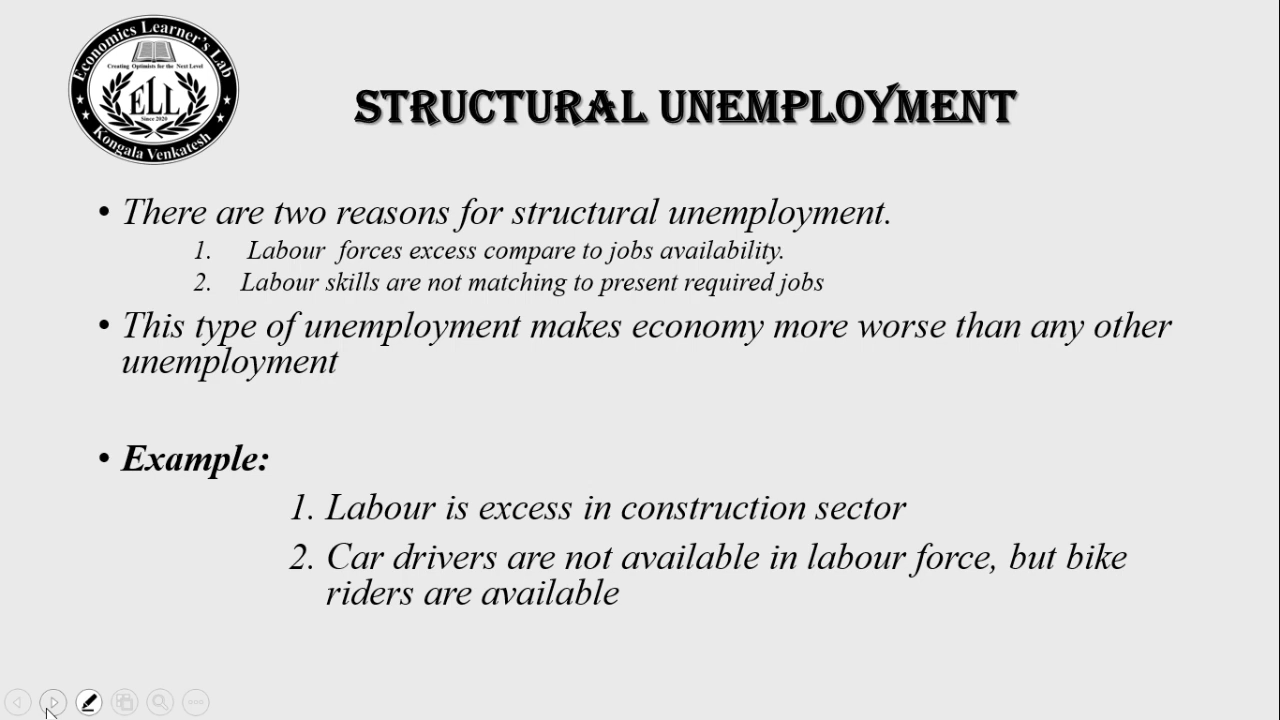 Economics Learner's Lab
Creating Optimists for the Next Level
ELL
Since 2020
Kongala Venkatesh
STRUCTURAL UNEMPLOYMENT
• There are two reasons for structural unemployment.
1. Labour forces excess compare to jobs availability.
2. Labour skills are not matching to present required jobs
• This type of unemployment makes economy more worse than any other
unemployment
• Example:
1. Labour is excess in construction sector
2. Car drivers are not available in labour force, but bike
riders are available